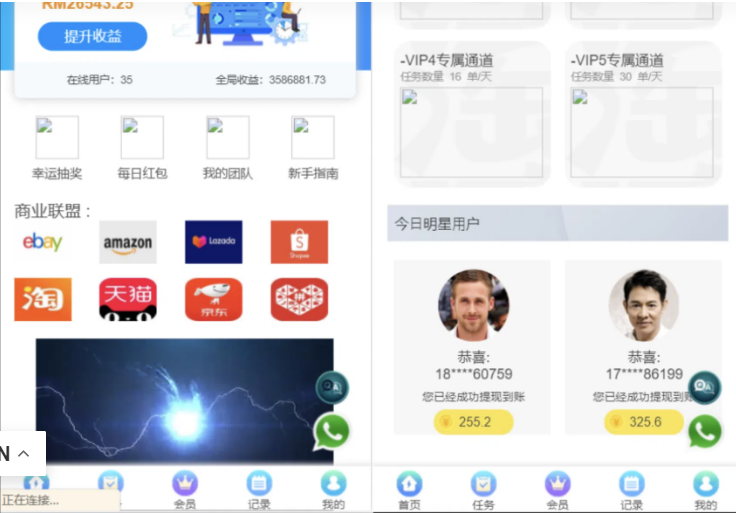 RM26543.25
提升收益
在线用户：35
全局收益：3586881.73
幸运抽奖
每日红包
我的团队
新手指南
商业联盟：
ebay
amazon
Lazada
Shopee
淘
天猫
京东
N
正在连接...
会员
记录
我的
-VIP4专属通道
任务数量 16 单/天
-VIP5专属通道
任务数量 30 单/天
今日明星用户
恭喜:
18****60759
您已经成功提现到账
¥ 255.2
恭喜:
17****86199
您已经成功提现到账
¥ 325.6
首页
任务
会员
记录
我的